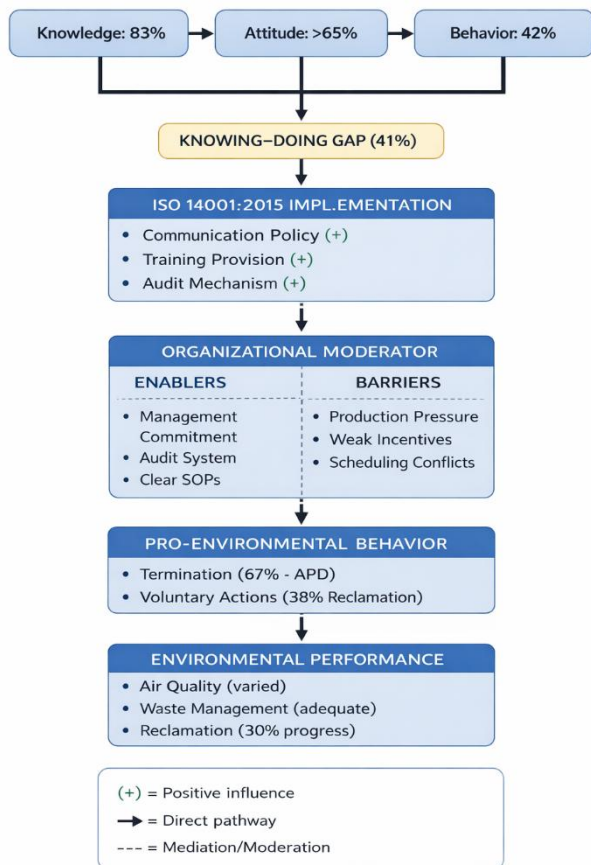 Knowledge: 83%
Attitude: >65%
Behavior: 42%
KNOWING–DOING GAP (41%)
ISO 14001:2015 IMPL.EMENTATION
• Communication Policy (+)
• Training Provision (+)
• Audit Mechanism (+)
ORGANIZATIONAL MODERATOR
ENABLERS
• Management
Commitment
• Audit System
• Clear SOPs
BARRIERS
• Production Pressure
• Weak Incentives
• Scheduling Conflicts
PRO-ENVIRONMENTAL BEHAVIOR
• Termination (67% - APD)
• Voluntary Actions (38% Reclamation)
ENVIRONMENTAL PERFORMANCE
• Air Quality (varied)
• Waste Management (adequate)
• Reclamation (30% progress)
(+) = Positive influence
= Direct pathway
--- = Mediation/Moderation